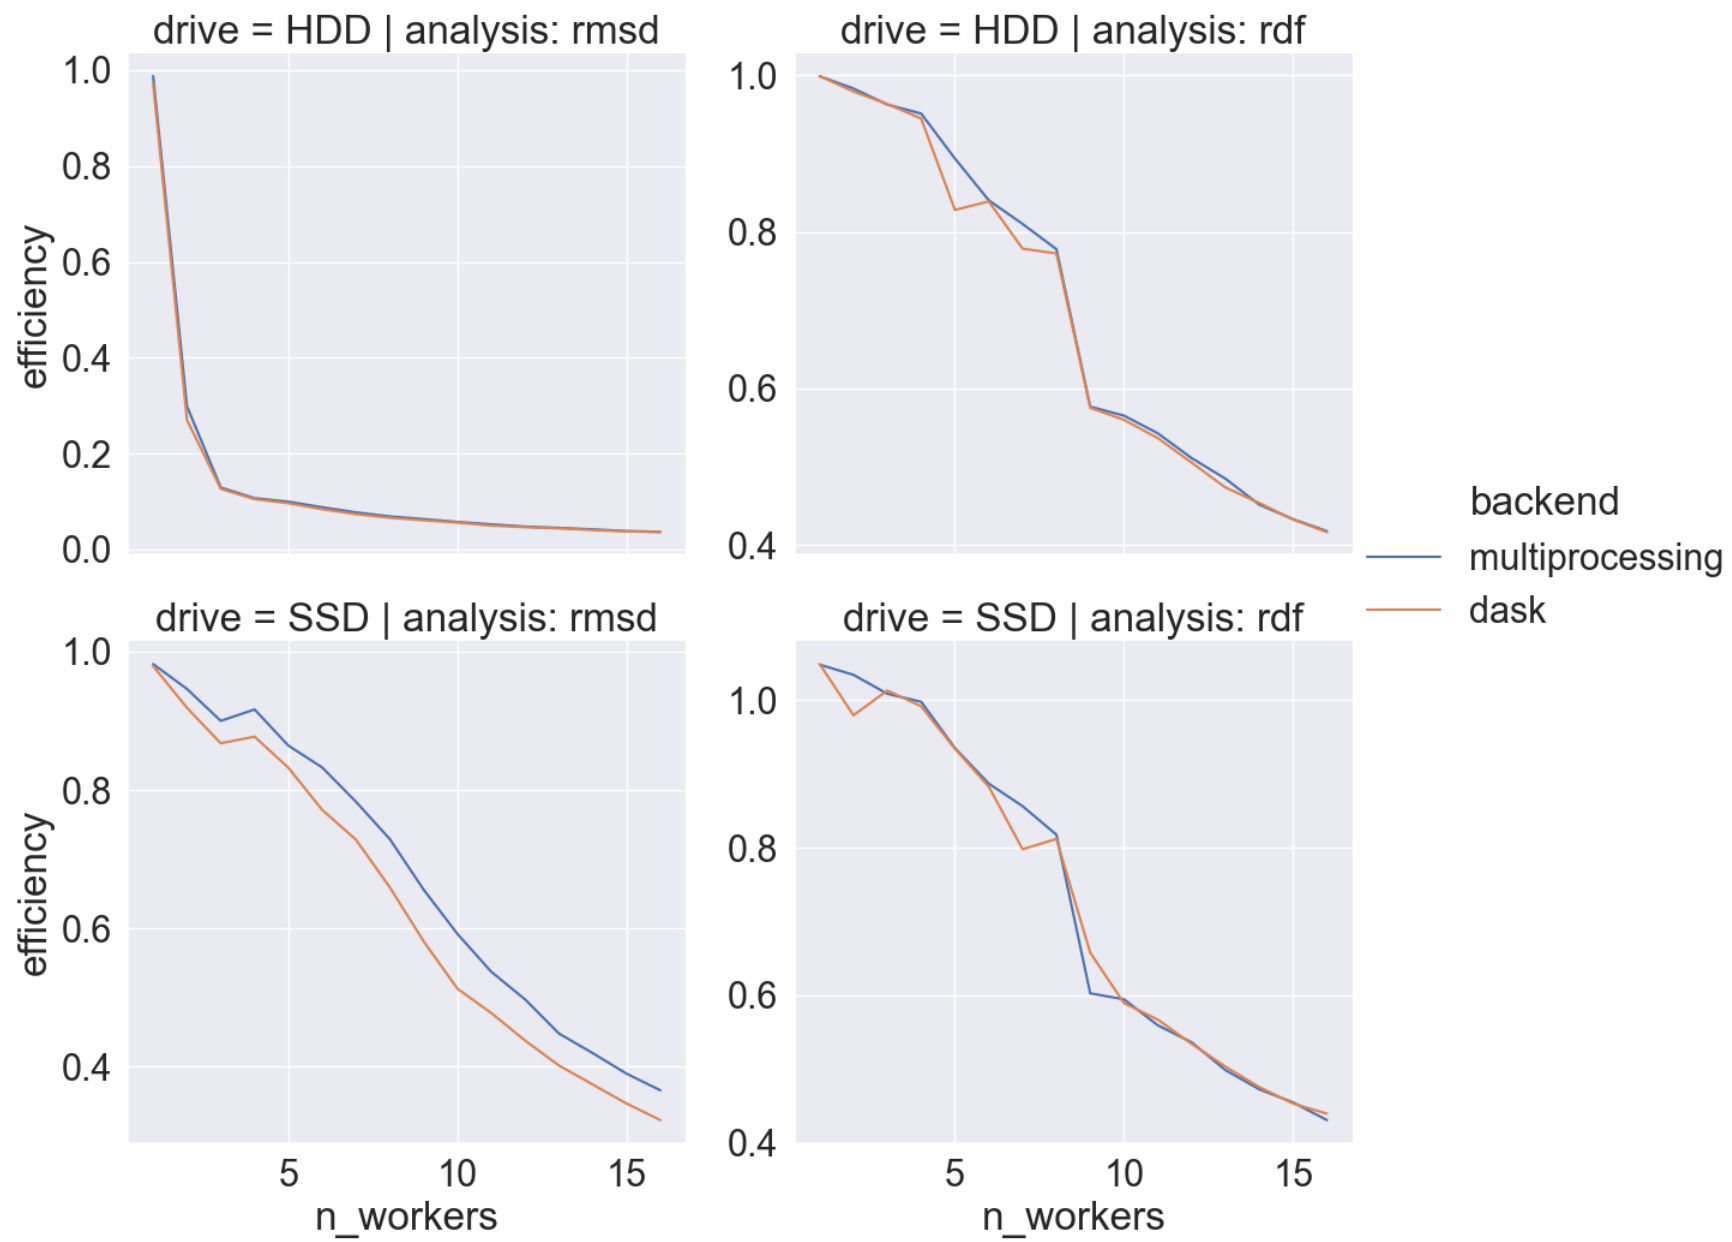 drive = HDD | analysis: rmsd
drive = HDD | analysis: rdf
efficiency
1.0
0.8
0.6
0.4
0.2
0.0
1.0
0.8
0.6
0.4
backend
multiprocessing
dask
drive = SSD | analysis: rmsd
drive = SSD | analysis: rdf
efficiency
1.0
0.8
0.6
0.4
1.0
0.8
0.6
0.4
5 10 15
5 10 15
n_workers
n_workers